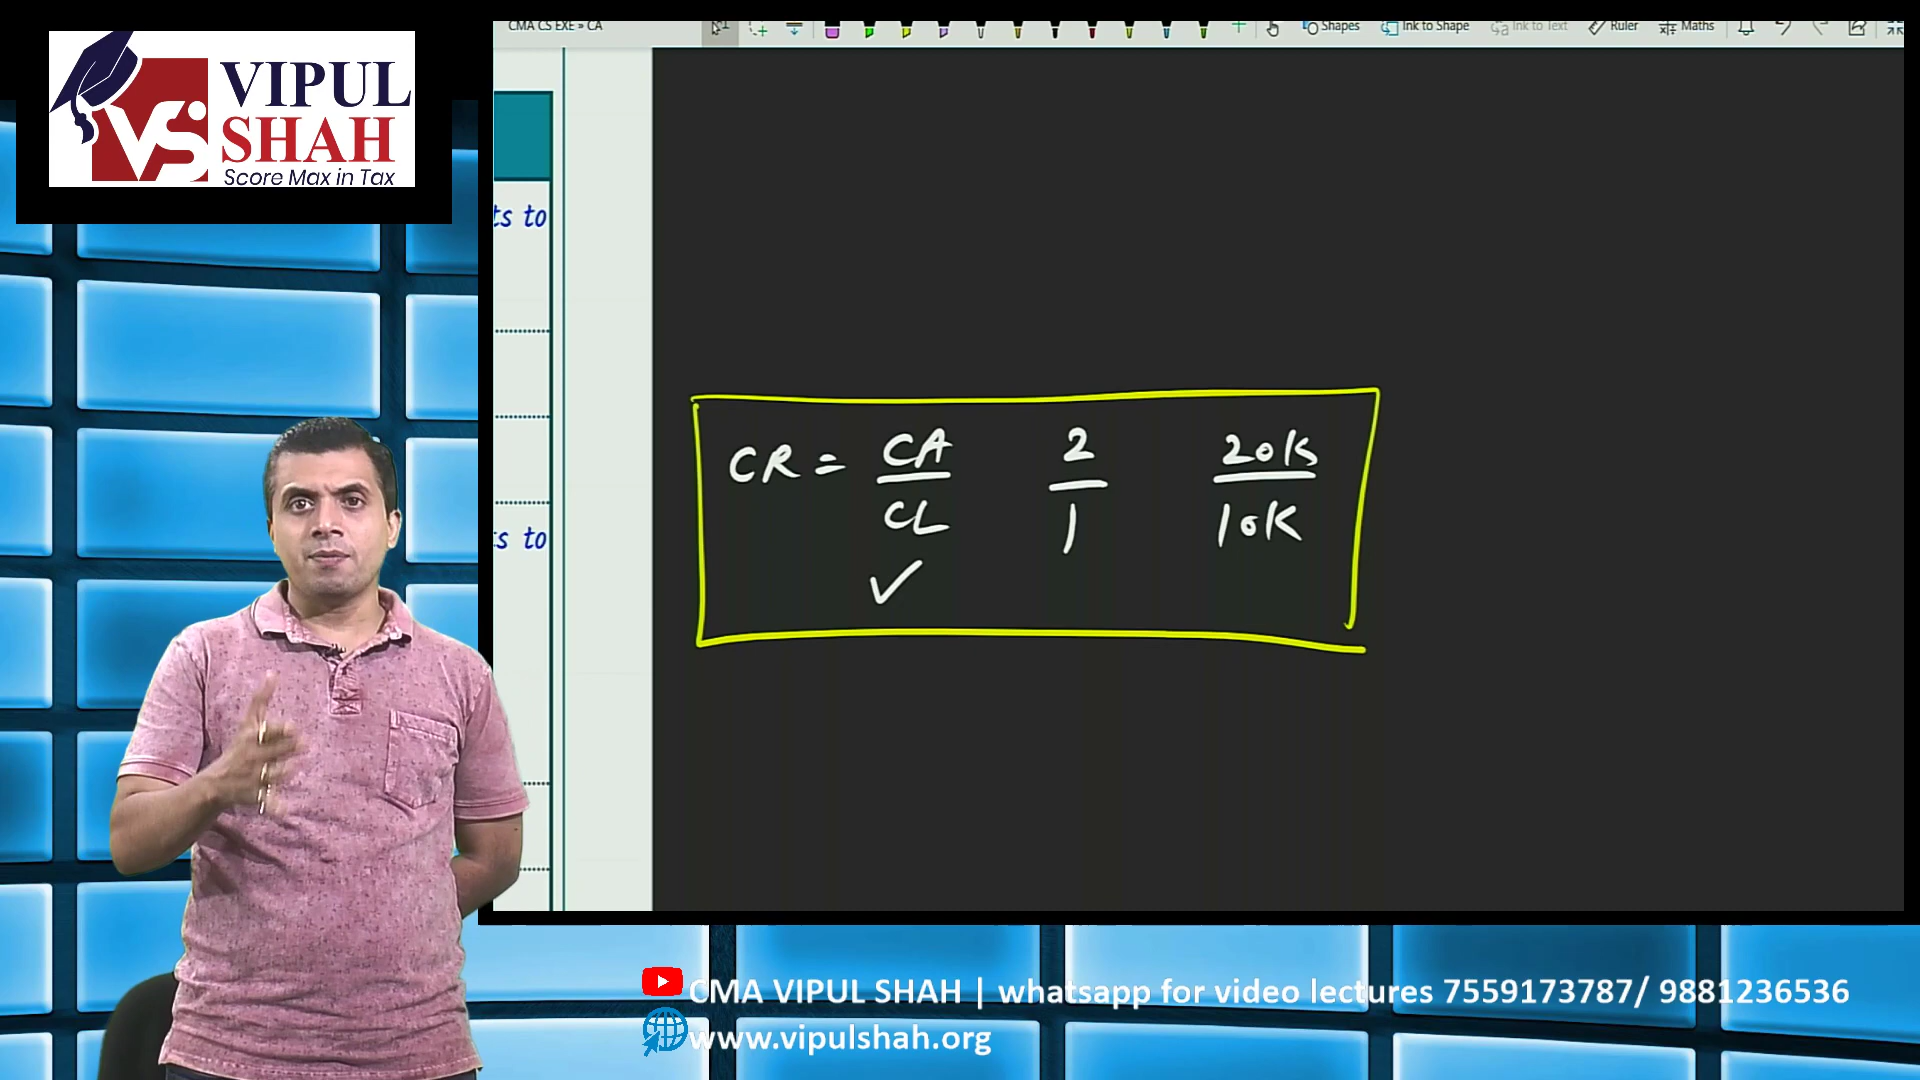 VIPUL
SHAH
Score Max in Tax
VS
CMA CS EXE » CA
Shapes Ink to Shape Ink to Text Ruler Maths
ts to
ts to
CR = CA/CL 2/1 20K/10K
✓
CMA VIPUL SHAH | whatsapp for video lectures 7559173787/ 9881236536
www.vipulshah.org